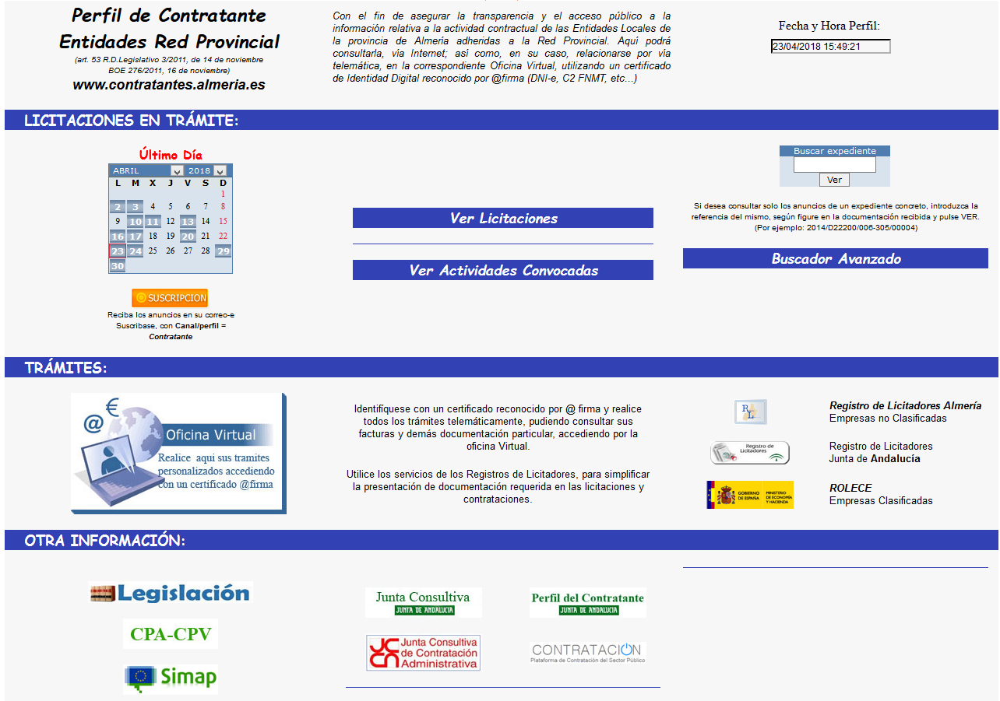 Perfil de Contratante
Entidades Red Provincial
(art. 53 R.D.Legislativo 3/2011, de 14 de noviembre
BOE 276/2011, 16 de noviembre)
www.contratantes.almeria.es
Con el fin de asegurar la transparencia y el acceso público a la
información relativa a la actividad contractual de las Entidades Locales de
la provincia de Almería adheridas a la Red Provincial. Aquí podrá
consultarla, vía Internet; así como, en su caso, relacionarse por vía
telemática, en la correspondiente Oficina Virtual, utilizando un certificado
de Identidad Digital reconocido por @firma (DNI-e, C2 FNMT, etc...)
Fecha y Hora Perfil:
23/04/2018 15:49:21
LICITACIONES EN TRÁMITE:
Último Día
ABRIL 2018
L M X J V S D
1
2 3 4 5 6 7 8
9 10 11 12 13 14 15
16 17 18 19 20 21 22
23 24 25 26 27 28 29
30
SUSCRIPCION
Reciba los anuncios en su correo-e
Suscribase, con Canal/perfil =
Contratante
Ver Licitaciones
Ver Actividades Convocadas
Buscar expediente
Ver
Si desea consultar solo los anuncios de un expediente concreto, introduzca la
referencia del mismo, según figure en la documentación recibida y pulse VER.
(Por ejemplo: 2014/D22200/006-305/00004)
Buscador Avanzado
TRÁMITES:
@ €
Oficina Virtual
Realice aqui sus tramites
personalizados accediendo
con un certificado @firma
Identifíquese con un certificado reconocido por @ firma y realice
todos los trámites telemáticamente, pudiendo consultar sus
facturas y demás documentación particular, accediendo por la
oficina Virtual.
Utilice los servicios de los Registros de Licitadores, para simplificar
la presentación de documentación requerida en las licitaciones y
contrataciones.
RL
Registro de Licitadores Almería
Empresas no Clasificadas
Registro de
Licitadores
Registro de Licitadores
Junta de Andalucía
GOBIERNO
DE ESPAÑA
MINISTERIO
DE ECONOMÍA
Y HACIENDA
ROLECE
Empresas Clasificadas
OTRA INFORMACIÓN:
Legislación
CPA-CPV
Simap
Junta Consultiva
JUNTA DE ANDALUCIA
Perfil del Contratante
JUNTA DE ANDALUCIA
JCCA
Junta Consultiva
de Contratación
Administrativa
CONTRATACIÓN
Plataforma de Contratación del Sector Público